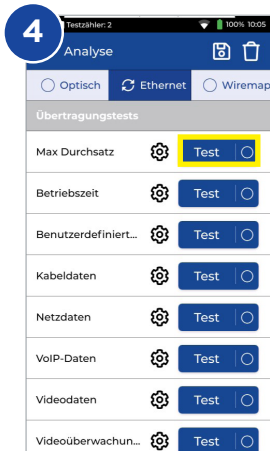 4
Testzähler: 2 100% 10:05
Analyse
Optisch Ethernet Wiremap
Übertragungstests
Max Durchsatz Test
Betriebszeit Test
Benutzerdefiniert... Test
Kabeldaten Test
Netzdaten Test
VoIP-Daten Test
Videodaten Test
Videoüberwachun... Test